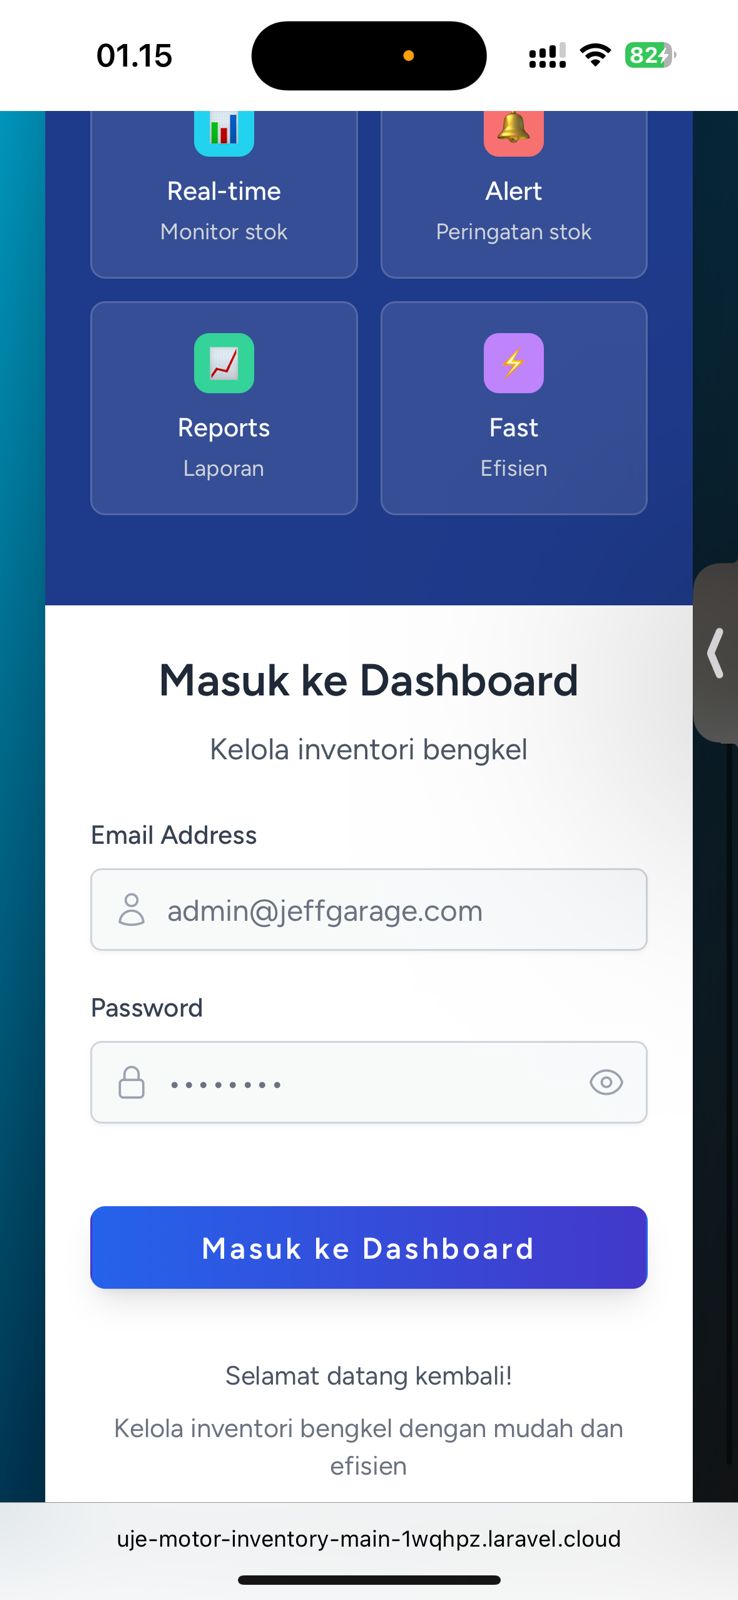 01.15
82
Real-time
Monitor stok
Alert
Peringatan stok
Reports
Laporan
Fast
Efisien
Masuk ke Dashboard
Kelola inventori bengkel
Email Address
admin@jeffgarage.com
Password
••••••••
Masuk ke Dashboard
Selamat datang kembali!
Kelola inventori bengkel dengan mudah dan
efisien
uje-motor-inventory-main-1wqhpz.laravel.cloud